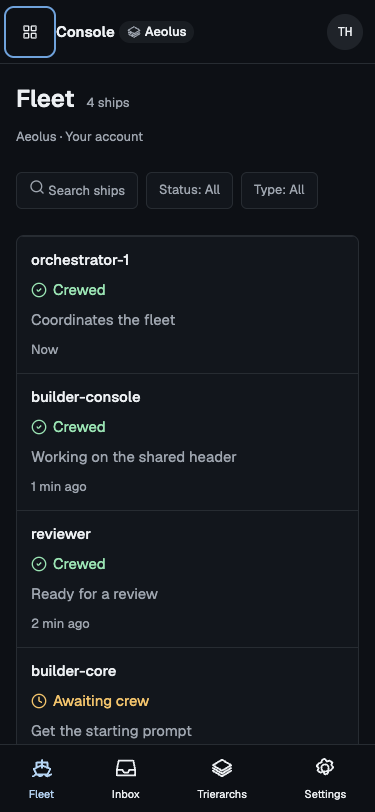 Console Aeolus TH
Fleet 4 ships
Aeolus · Your account
Search ships Status: All Type: All
orchestrator-1
Crewed
Coordinates the fleet
Now
builder-console
Crewed
Working on the shared header
1 min ago
reviewer
Crewed
Ready for a review
2 min ago
builder-core
Awaiting crew
Get the starting prompt
Fleet Inbox Trierarchs Settings